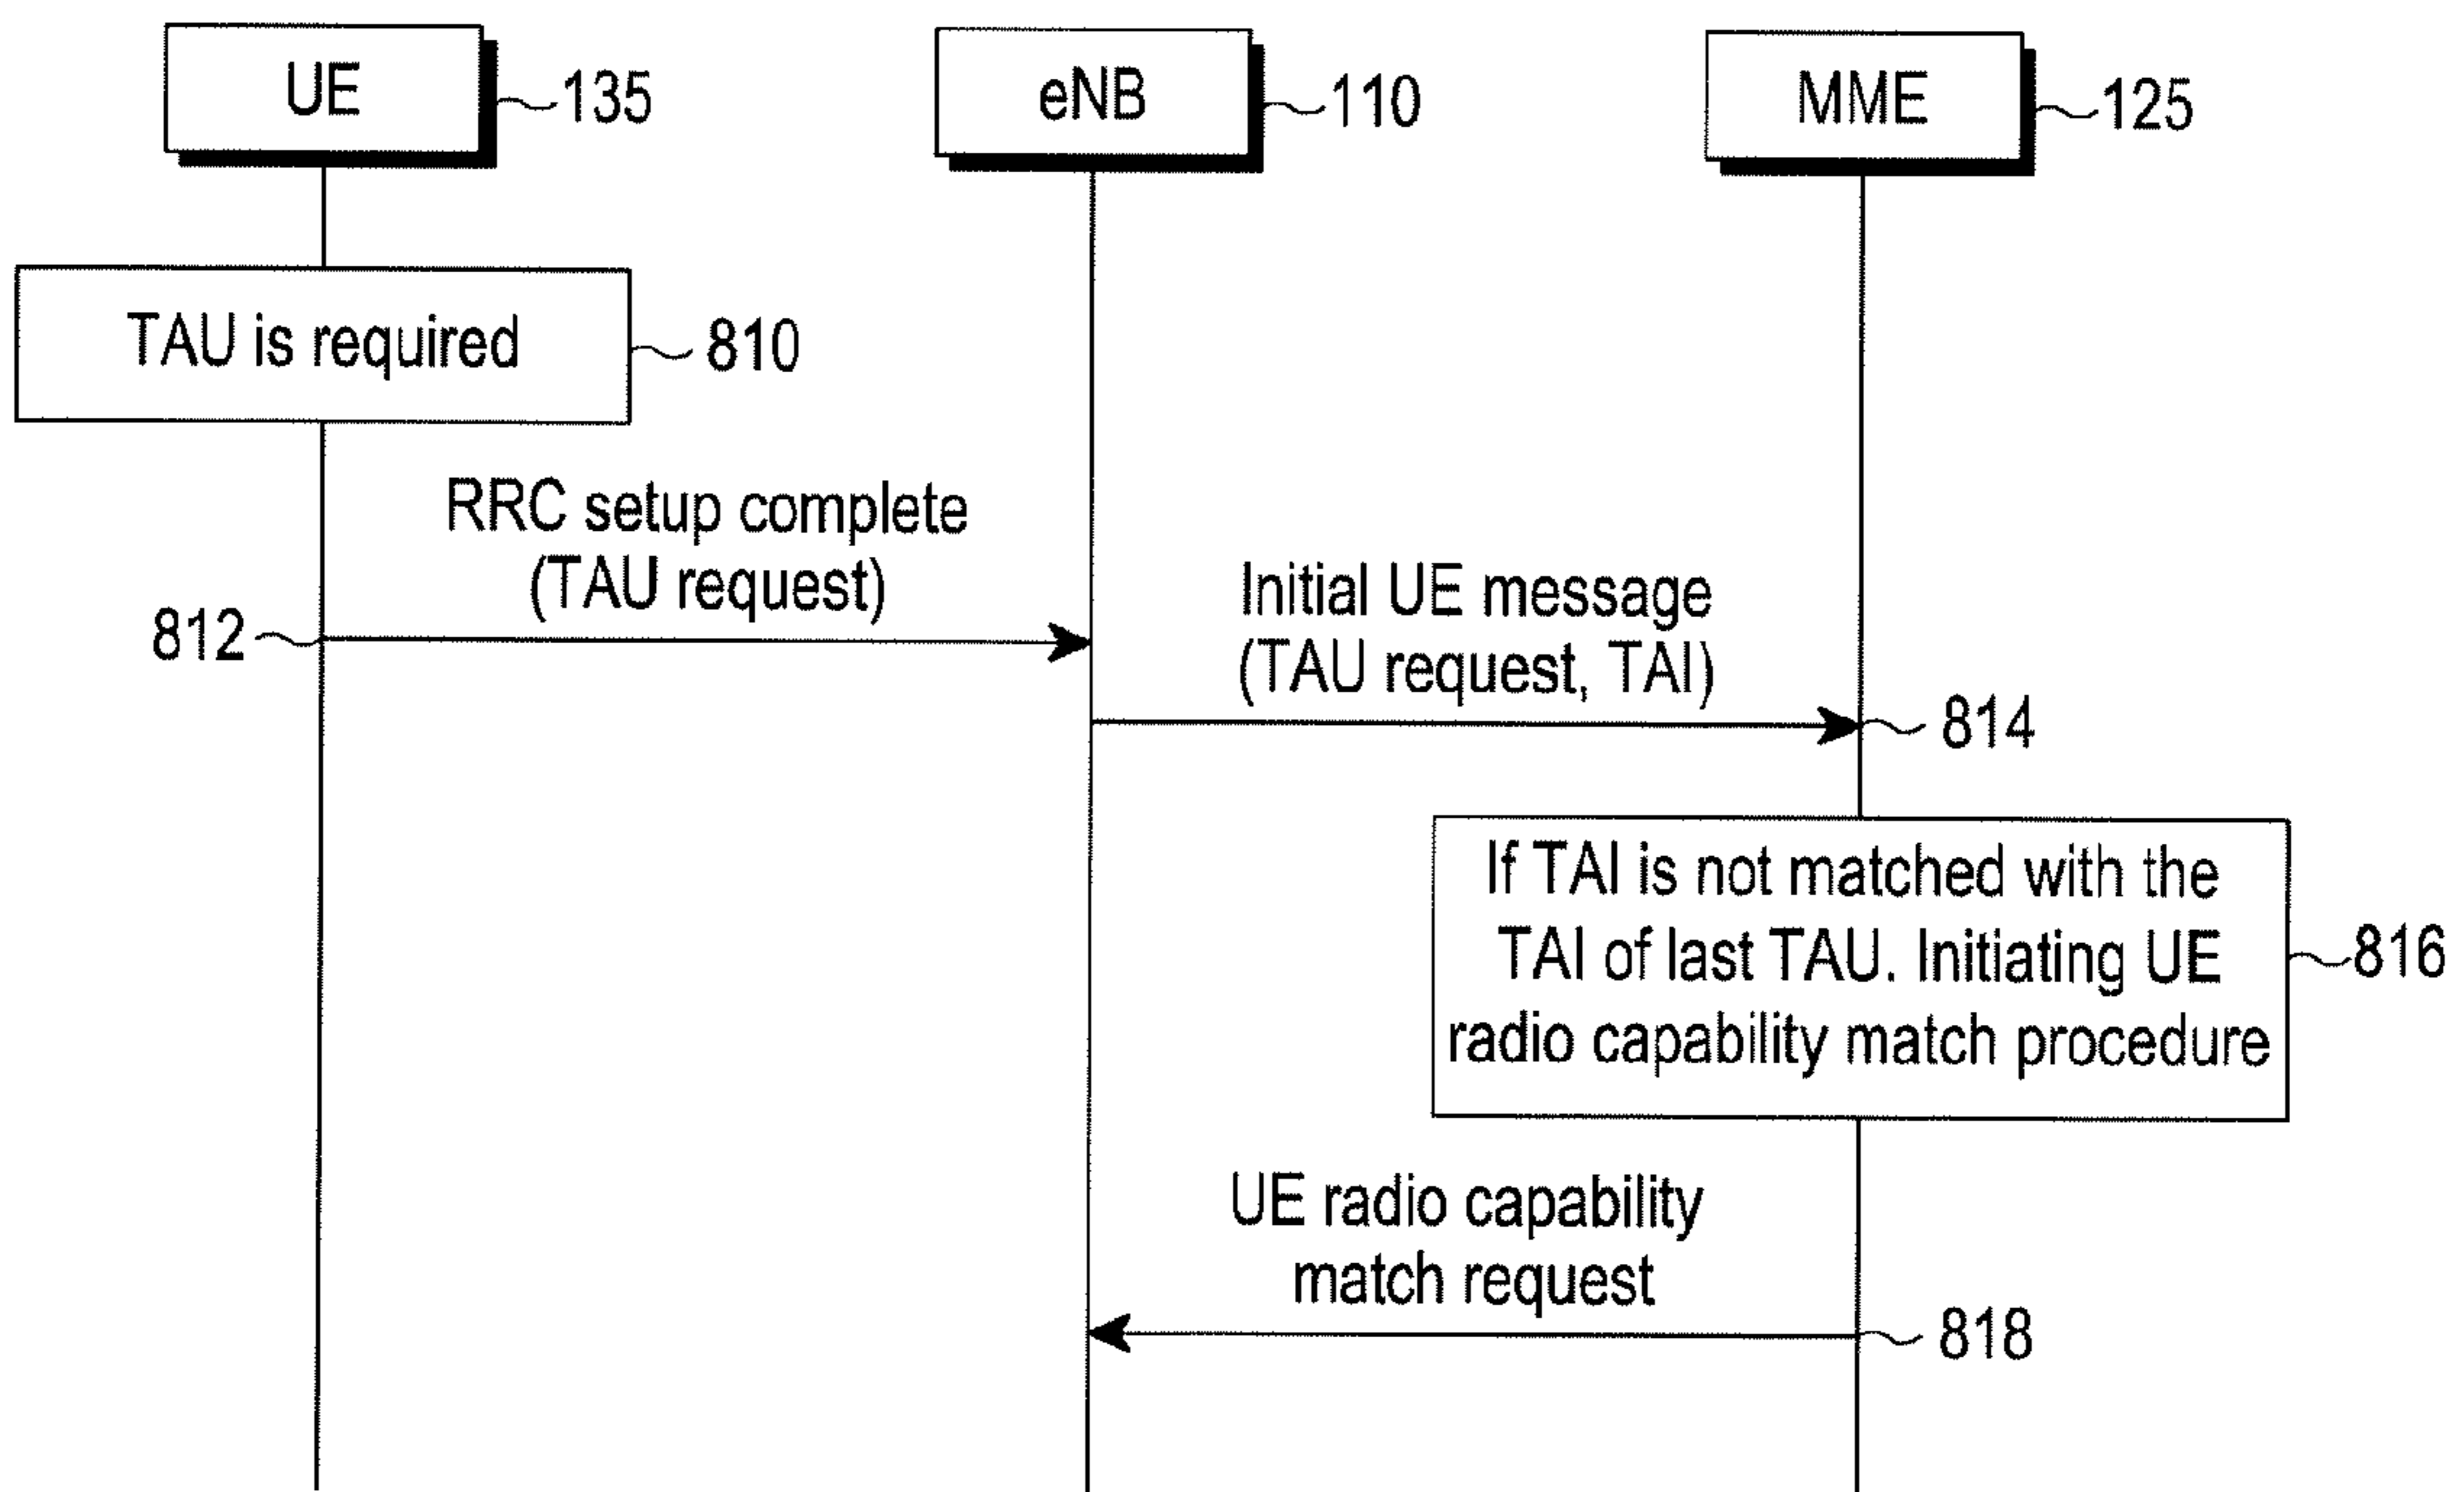 UE
135
eNB
110
MME
125
TAU is required
810
RRC setup complete
(TAU request)
812
Initial UE message
(TAU request, TAI)
814
If TAI is not matched with the
TAI of last TAU. Initiating UE
radio capability match procedure
816
UE radio capability
match request
818